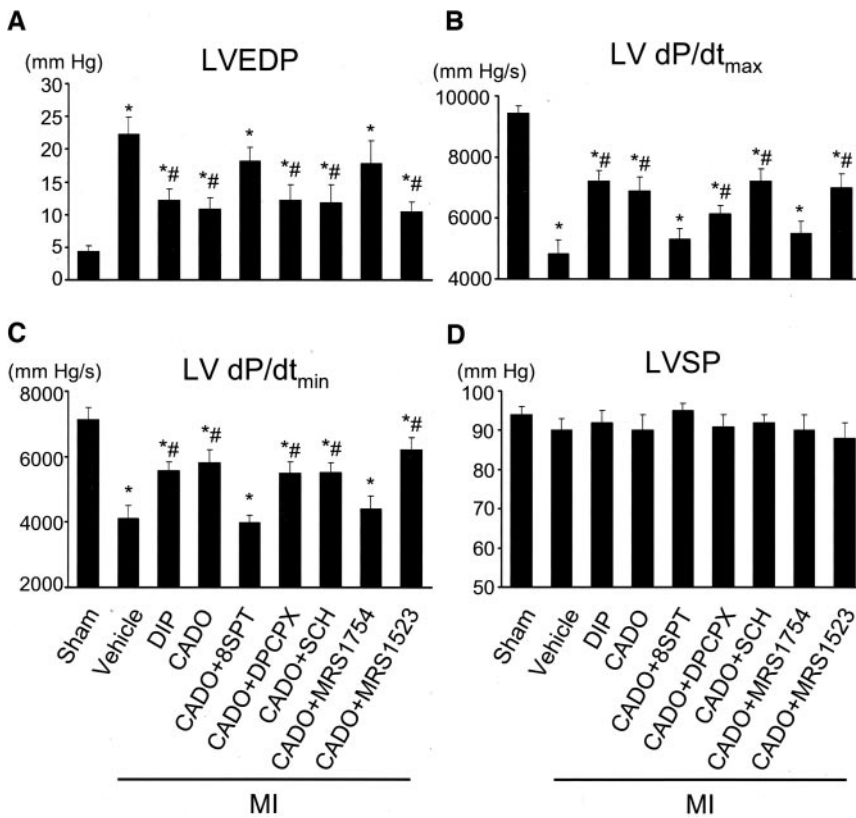 A
LVEDP
(mm Hg)
30
25
20
15
10
5
0
*
*#
*#
*
*#
*#
*
*#
B
LV dP/dtmax
(mm Hg/s)
10000
8000
6000
4000
*
*#
*#
*
*#
*#
*
*#
C
LV dP/dtmin
(mm Hg/s)
8000
6000
4000
2000
*
*#
*#
*
*#
*#
*
*#
Sham
Vehicle
DIP
CADO
CADO+8SPT
CADO+DPCPX
CADO+SCH
CADO+MRS1754
CADO+MRS1523
MI
D
LVSP
(mm Hg)
100
90
80
70
60
50
Sham
Vehicle
DIP
CADO
CADO+8SPT
CADO+DPCPX
CADO+SCH
CADO+MRS1754
CADO+MRS1523
MI